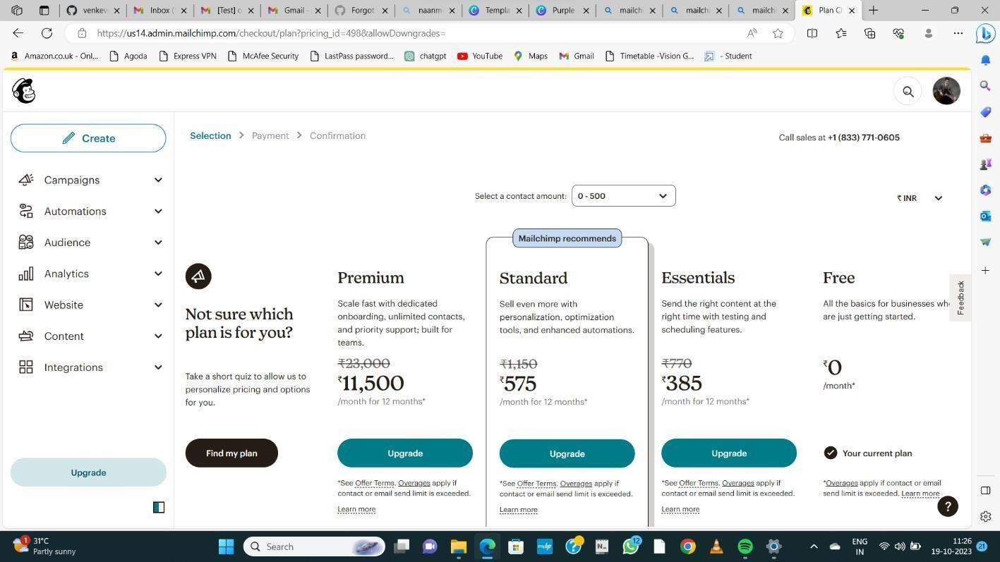 venkev
Inbox (
[Test] o
Gmail -
Forgot
naanm
Templa
Purple
mailchi
mailch
mailchi
Plan Cl
https://us14.admin.mailchimp.com/checkout/plan?pricing_id=498&allowDowngrades=
Amazon.co.uk - Onl...
Agoda
Express VPN
McAfee Security
LastPass password...
chatgpt
YouTube
Maps
Gmail
Timetable -Vision G...
- Student
Create
Campaigns
Automations
Audience
Analytics
Website
Content
Integrations
Upgrade
Selection > Payment > Confirmation
Call sales at +1 (833) 771-0605
Select a contact amount: 0 - 500
₹ INR
Not sure which
plan is for you?
Take a short quiz to allow us to
personalize pricing and options
for you.
Find my plan
Premium
Scale fast with dedicated
onboarding, unlimited contacts,
and priority support; built for
teams.
₹23,000
₹11,500
/month for 12 months*
Upgrade
*See Offer Terms. Overages apply if
contact or email send limit is exceeded.
Learn more
Mailchimp recommends
Standard
Sell even more with
personalization, optimization
tools, and enhanced automations.
₹1,150
₹575
/month for 12 months*
Upgrade
*See Offer Terms. Overages apply if
contact or email send limit is exceeded.
Learn more
Essentials
Send the right content at the
right time with testing and
scheduling features.
₹770
₹385
/month for 12 months*
Upgrade
*See Offer Terms. Overages apply if
contact or email send limit is exceeded.
Learn more
Free
All the basics for businesses wh
are just getting started.
₹0
/month*
Your current plan
*Overages apply if contact or email
send limit is exceeded. Learn more
Feedback
?
1
31°C
Partly sunny
Search
12
ENG
IN
11:26
19-10-2023
21